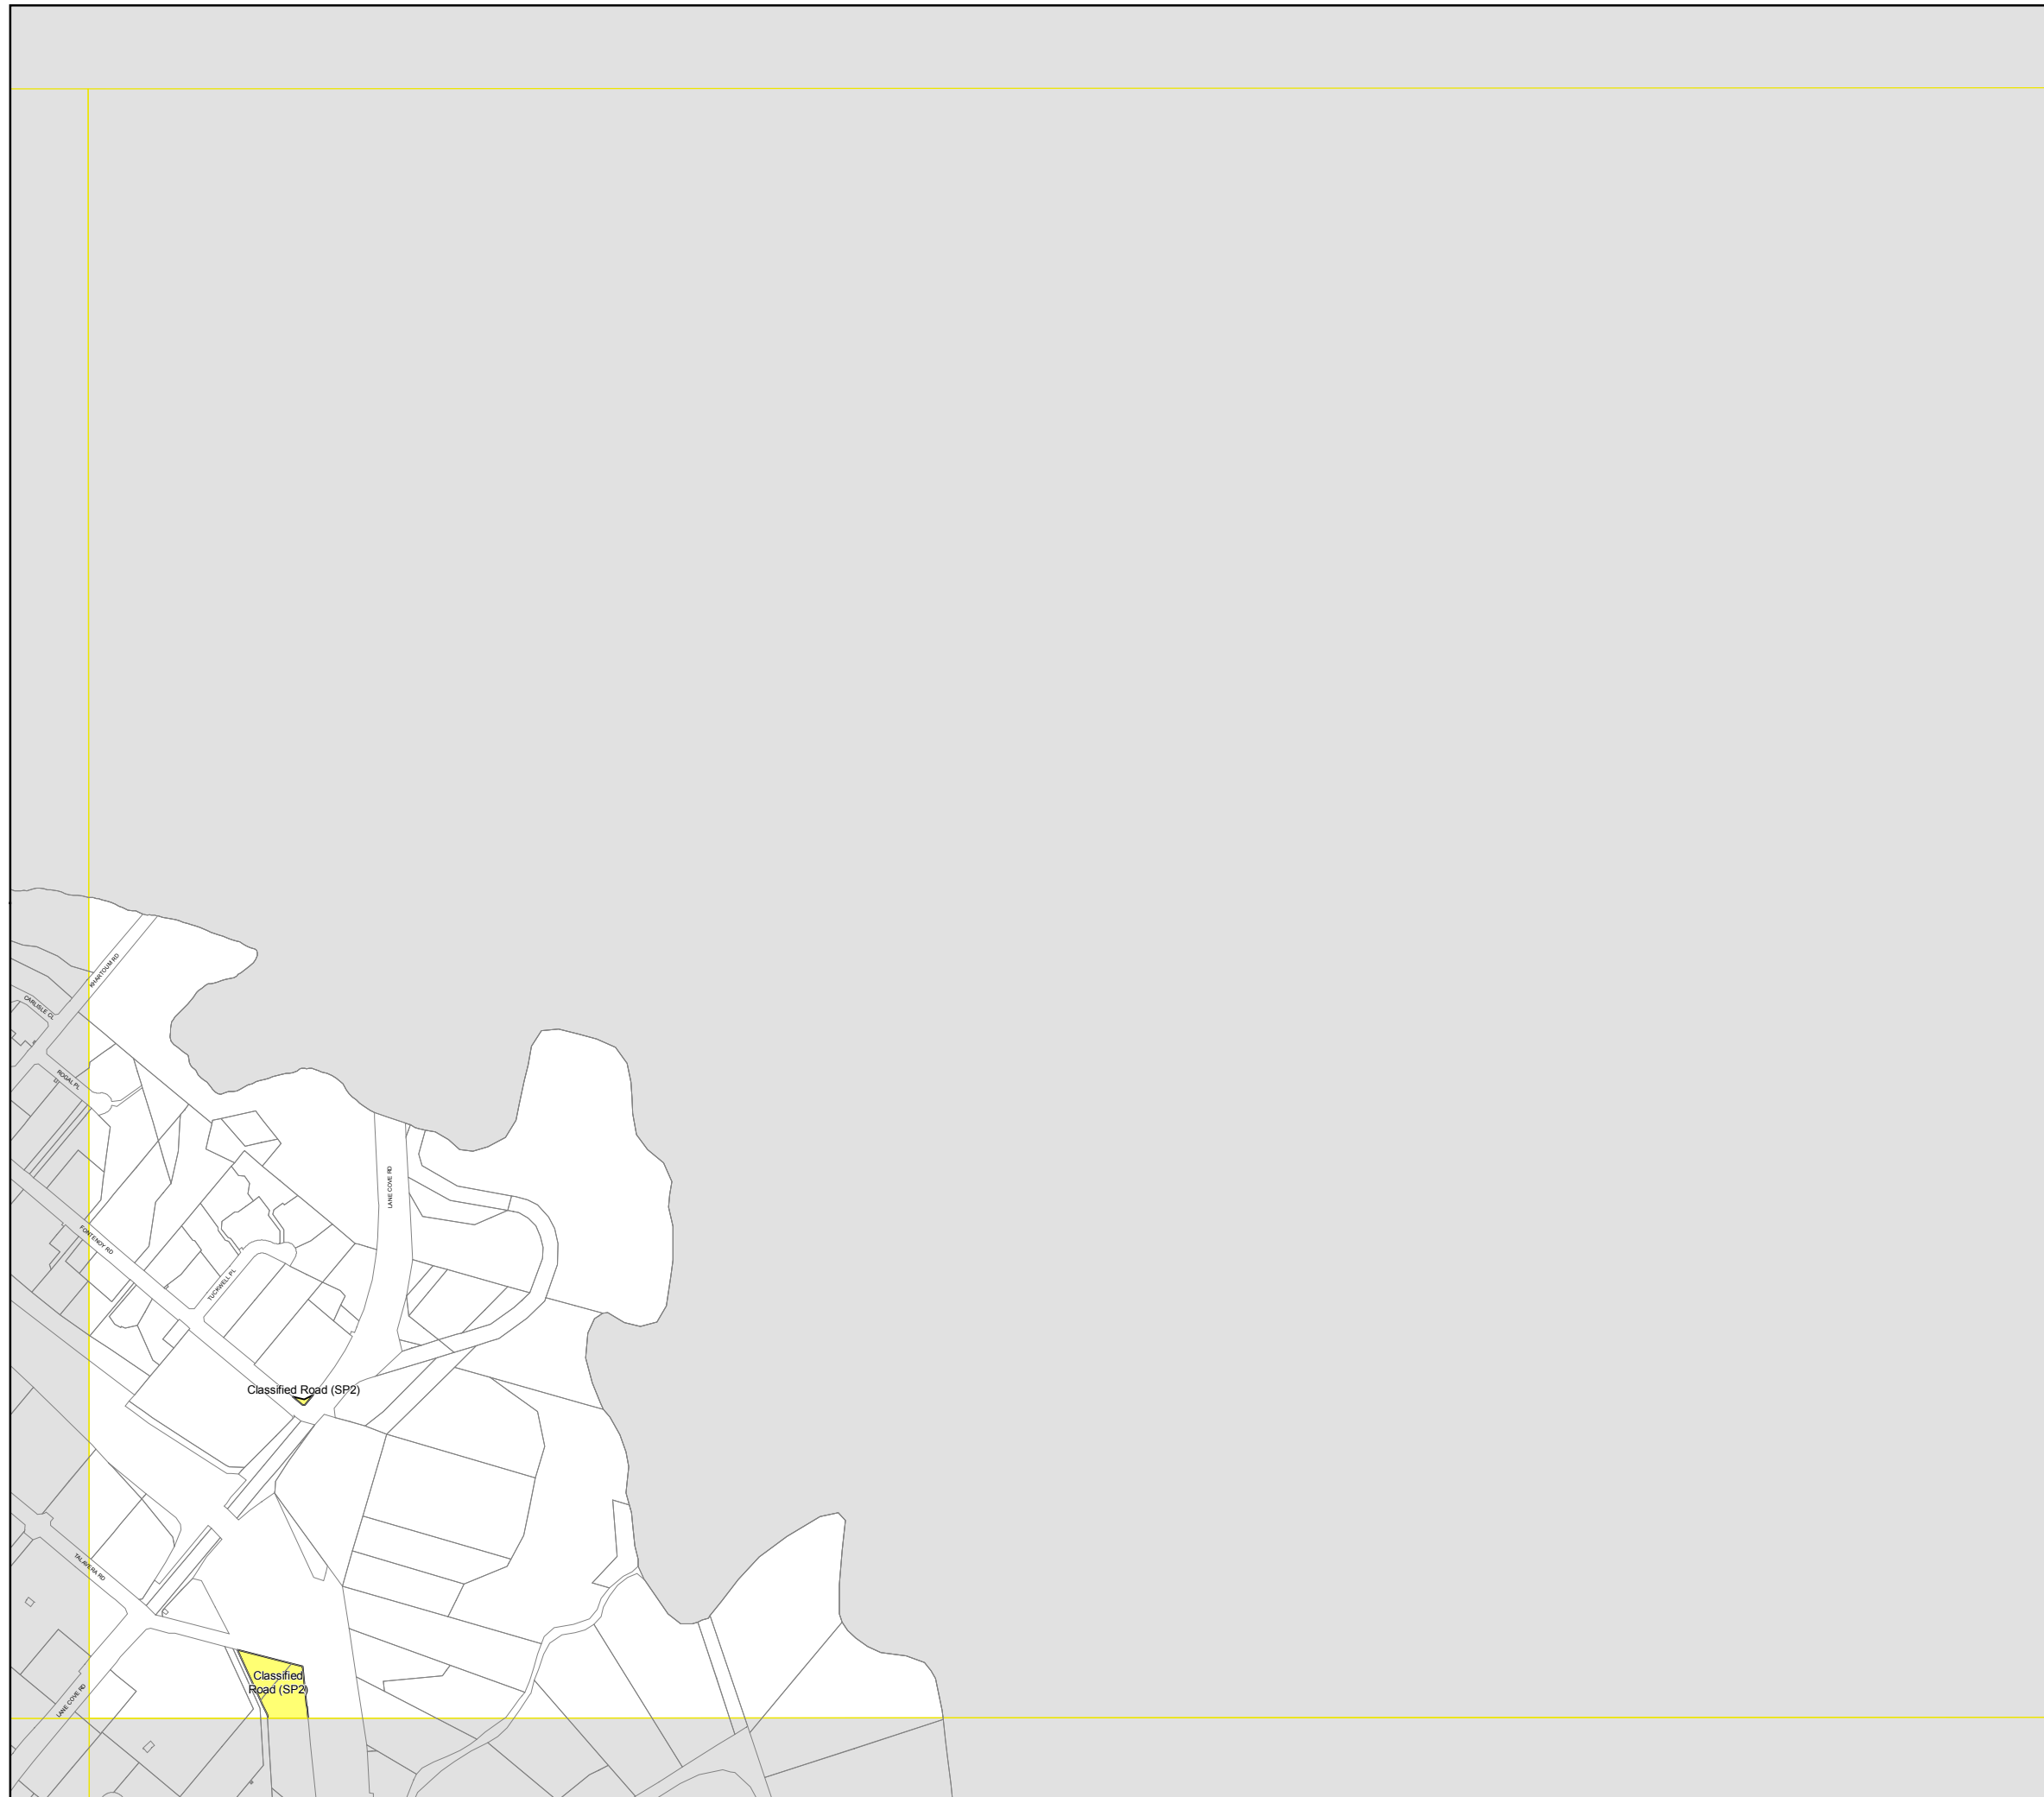 WHARTOUM RD
CARLISLE CL
ROGAL PL
LANE COVE RD
FONTENOY RD
TUCKWELL PL
Classified Road (SP2)
TALAVERA RD
Classified
Road (SP2)
LANE COVE RD